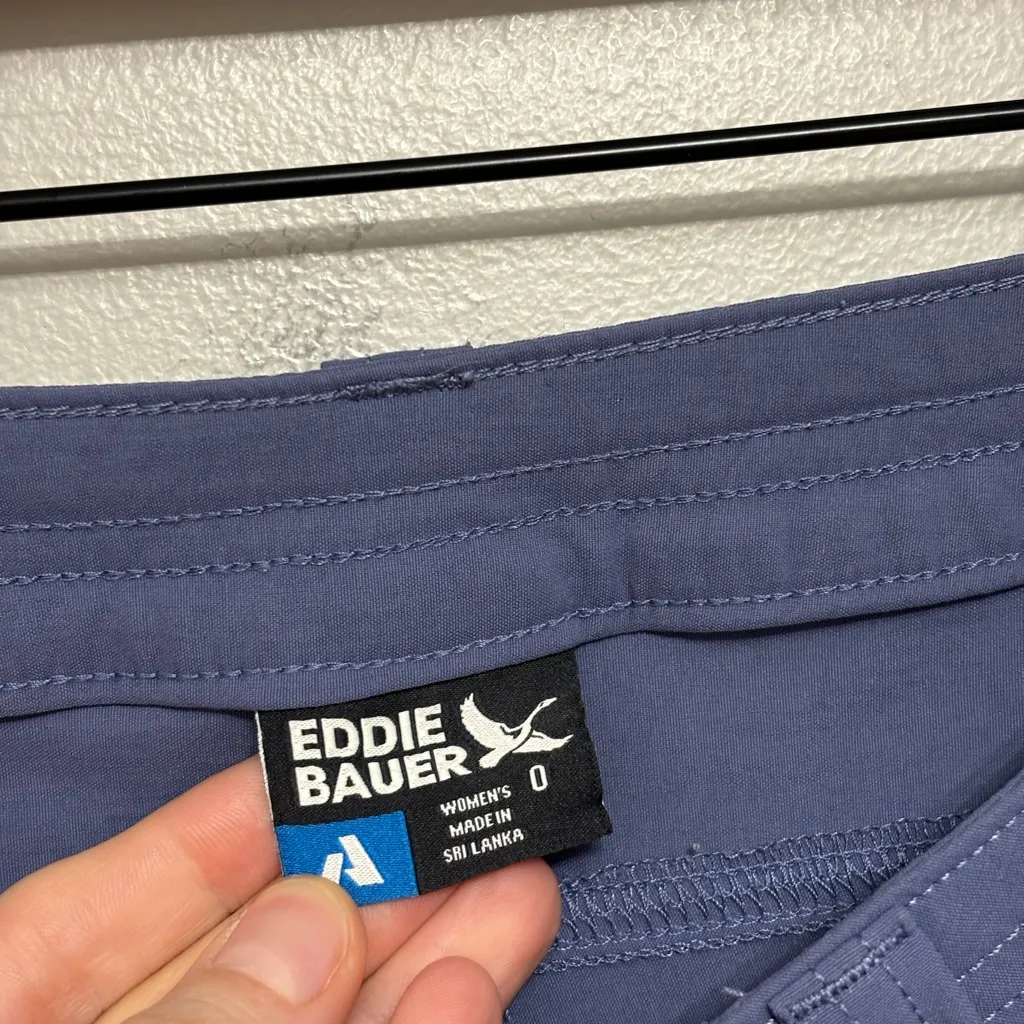 EDDIE
BAUER
0
WOMEN'S
MADE IN
SRI LANKA
A